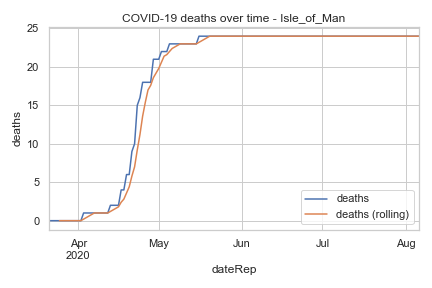 COVID-19 deaths over time - Isle_of_Man
25
20
15
10
5
0
deaths
deaths
deaths (rolling)
Apr
2020
May
Jun
Jul
Aug
dateRep